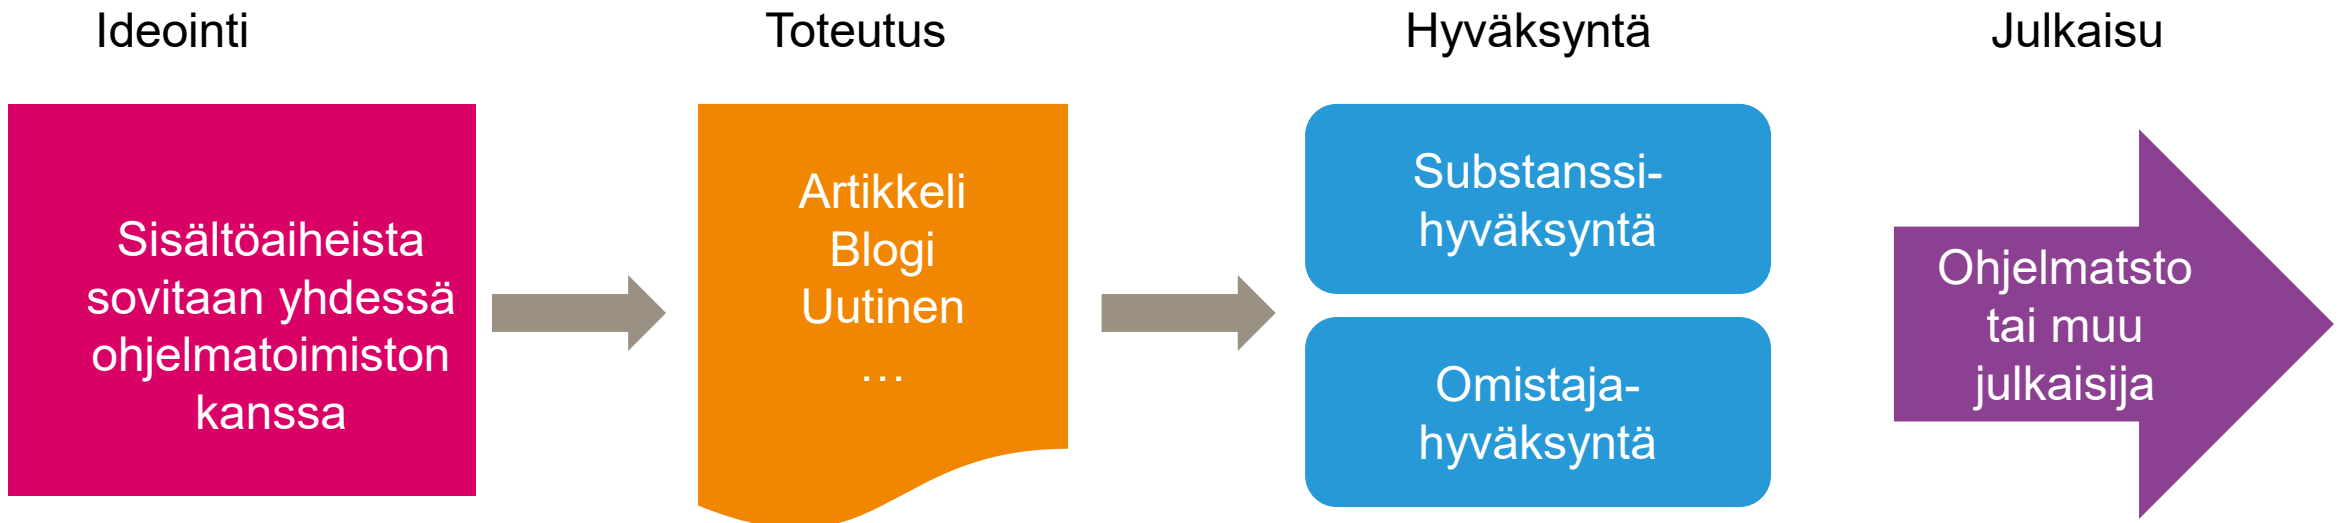 Ideointi
Toteutus
Hyväksyntä
Julkaisu
Sisältöaiheista
sovitaan yhdessä
ohjelmatoimiston
kanssa
Artikkeli
Blogi
Uutinen
…
Substanssi-
hyväksyntä
Omistaja-
hyväksyntä
Ohjelmatsto
tai muu
julkaisija